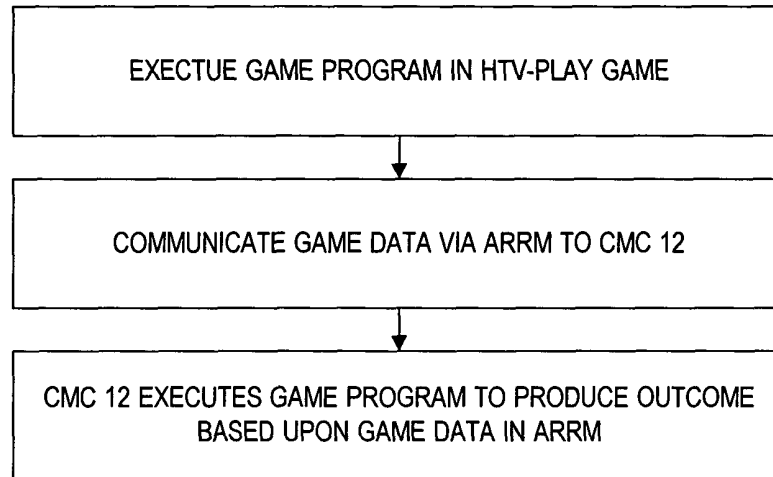 EXECTUE GAME PROGRAM IN HTV-PLAY GAME
COMMUNICATE GAME DATA VIA ARRM TO CMC 12
CMC 12 EXECUTES GAME PROGRAM TO PRODUCE OUTCOME
BASED UPON GAME DATA IN ARRM